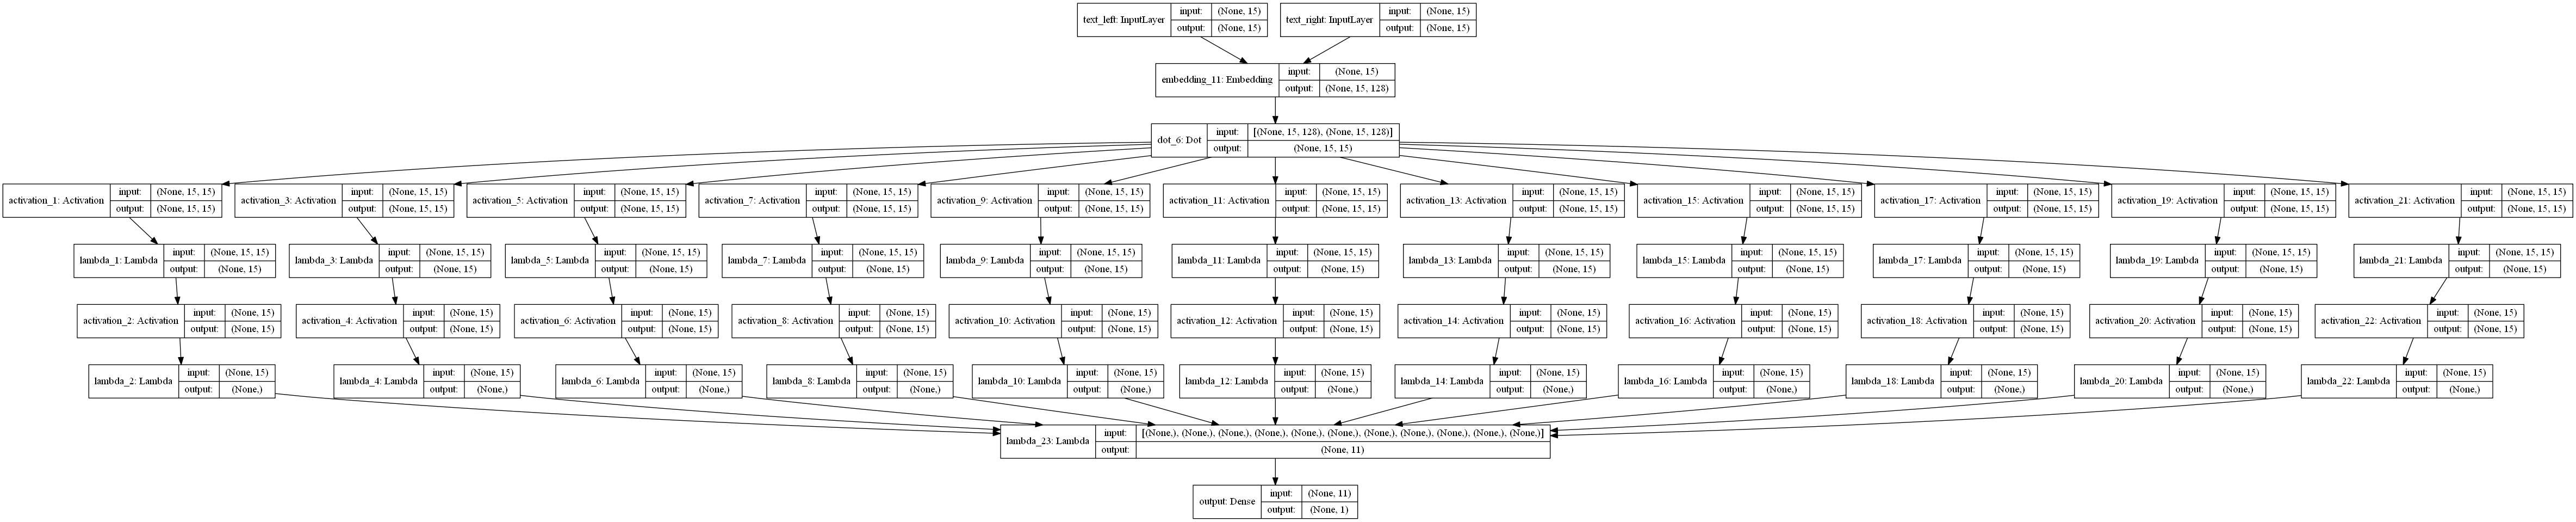 text_left: InputLayer input: (None, 15) output: (None, 15)
text_right: InputLayer input: (None, 15) output: (None, 15)
embedding_11: Embedding input: (None, 15) output: (None, 15, 128)
dot_6: Dot input: [(None, 15, 128), (None, 15, 128)] output: (None, 15, 15)
activation_1: Activation input: (None, 15, 15) output: (None, 15, 15)
activation_3: Activation input: (None, 15, 15) output: (None, 15, 15)
activation_5: Activation input: (None, 15, 15) output: (None, 15, 15)
activation_7: Activation input: (None, 15, 15) output: (None, 15, 15)
activation_9: Activation input: (None, 15, 15) output: (None, 15, 15)
activation_11: Activation input: (None, 15, 15) output: (None, 15, 15)
activation_13: Activation input: (None, 15, 15) output: (None, 15, 15)
activation_15: Activation input: (None, 15, 15) output: (None, 15, 15)
activation_17: Activation input: (None, 15, 15) output: (None, 15, 15)
activation_19: Activation input: (None, 15, 15) output: (None, 15, 15)
activation_21: Activation input: (None, 15, 15) output: (None, 15, 15)
lambda_1: Lambda input: (None, 15, 15) output: (None, 15)
lambda_3: Lambda input: (None, 15, 15) output: (None, 15)
lambda_5: Lambda input: (None, 15, 15) output: (None, 15)
lambda_7: Lambda input: (None, 15, 15) output: (None, 15)
lambda_9: Lambda input: (None, 15, 15) output: (None, 15)
lambda_11: Lambda input: (None, 15, 15) output: (None, 15)
lambda_13: Lambda input: (None, 15, 15) output: (None, 15)
lambda_15: Lambda input: (None, 15, 15) output: (None, 15)
lambda_17: Lambda input: (None, 15, 15) output: (None, 15)
lambda_19: Lambda input: (None, 15, 15) output: (None, 15)
lambda_21: Lambda input: (None, 15, 15) output: (None, 15)
activation_2: Activation input: (None, 15) output: (None, 15)
activation_4: Activation input: (None, 15) output: (None, 15)
activation_6: Activation input: (None, 15) output: (None, 15)
activation_8: Activation input: (None, 15) output: (None, 15)
activation_10: Activation input: (None, 15) output: (None, 15)
activation_12: Activation input: (None, 15) output: (None, 15)
activation_14: Activation input: (None, 15) output: (None, 15)
activation_16: Activation input: (None, 15) output: (None, 15)
activation_18: Activation input: (None, 15) output: (None, 15)
activation_20: Activation input: (None, 15) output: (None, 15)
activation_22: Activation input: (None, 15) output: (None, 15)
lambda_2: Lambda input: (None, 15) output: (None,)
lambda_4: Lambda input: (None, 15) output: (None,)
lambda_6: Lambda input: (None, 15) output: (None,)
lambda_8: Lambda input: (None, 15) output: (None,)
lambda_10: Lambda input: (None, 15) output: (None,)
lambda_12: Lambda input: (None, 15) output: (None,)
lambda_14: Lambda input: (None, 15) output: (None,)
lambda_16: Lambda input: (None, 15) output: (None,)
lambda_18: Lambda input: (None, 15) output: (None,)
lambda_20: Lambda input: (None, 15) output: (None,)
lambda_22: Lambda input: (None, 15) output: (None,)
lambda_23: Lambda input: [(None,), (None,), (None,), (None,), (None,), (None,), (None,), (None,), (None,), (None,), (None,)] output: (None, 11)
output: Dense input: (None, 11) output: (None, 1)